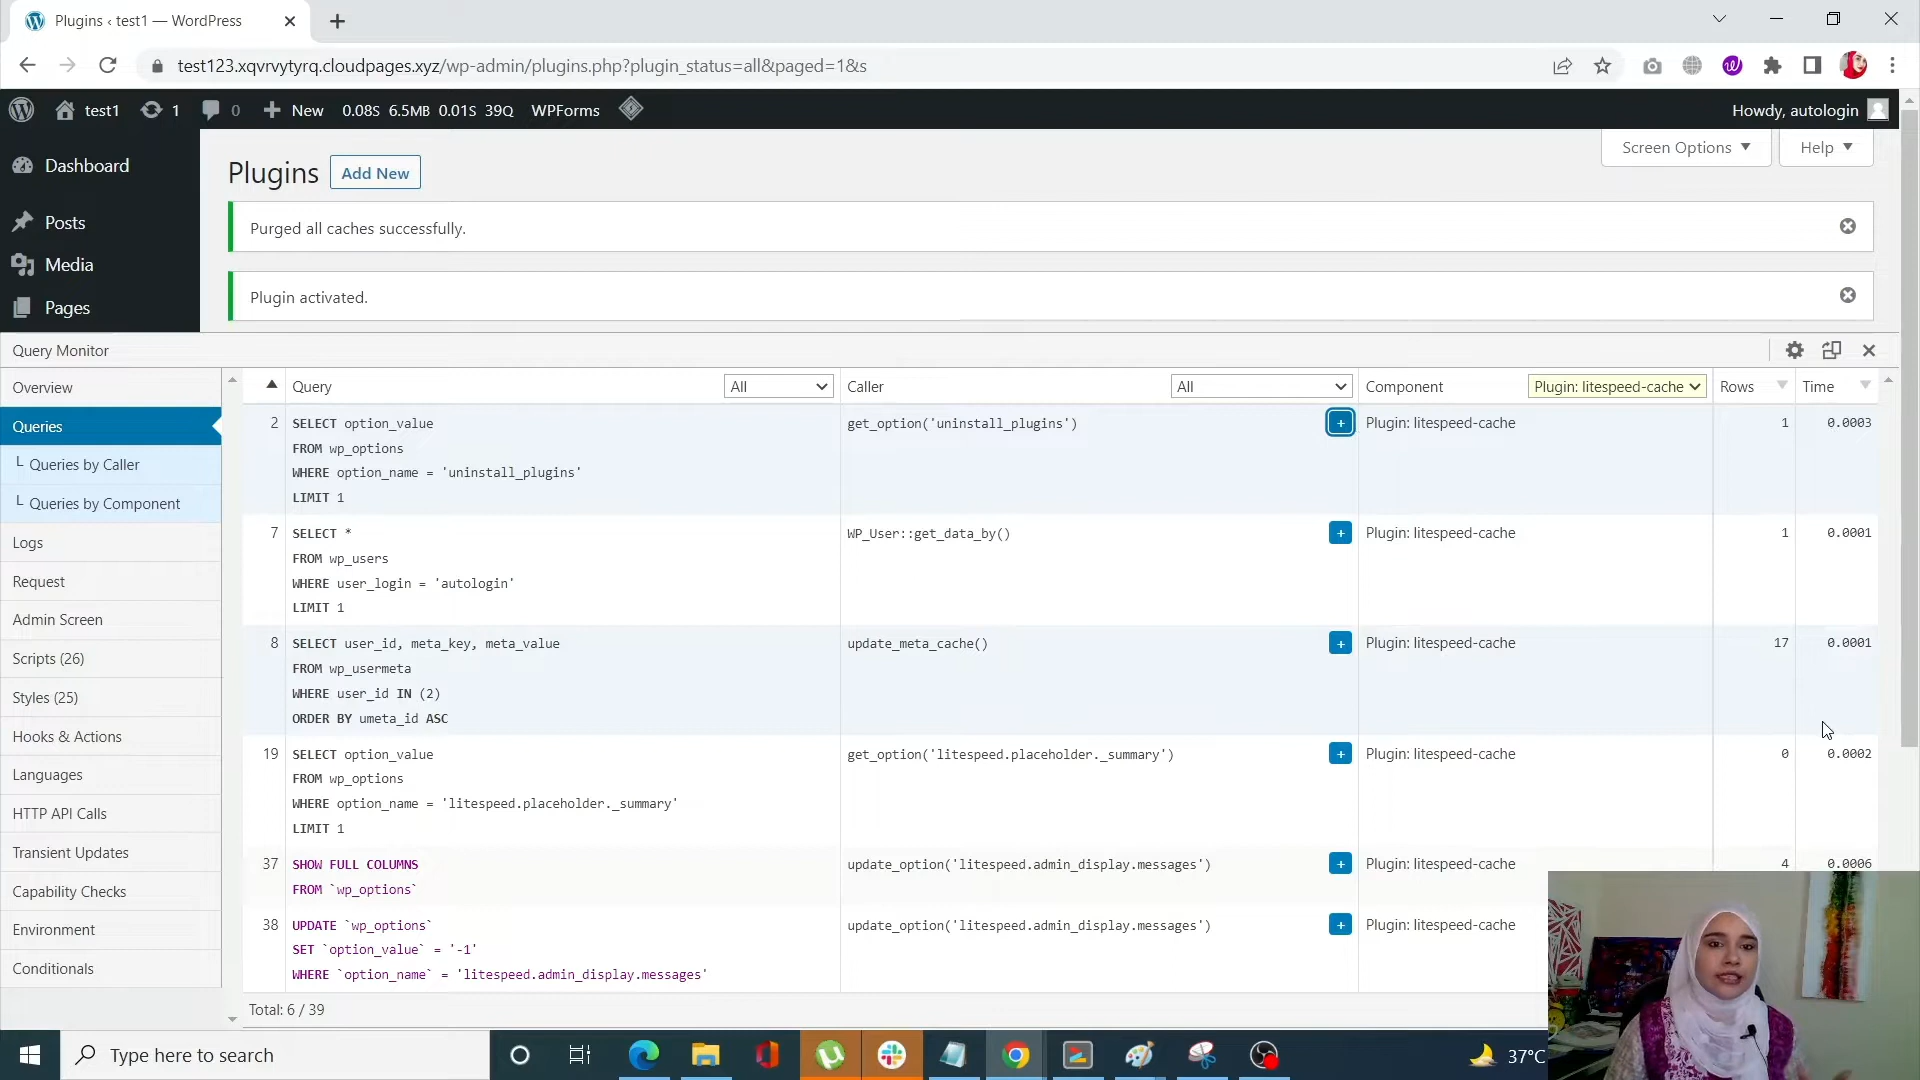 Plugins ‹ test1 — WordPress
test123.xqvrvytyrq.cloudpages.xyz/wp-admin/plugins.php?plugin_status=all&paged=1&s
test1
1
0
New
0.08S 6.5MB 0.01S 39Q
WPForms
Howdy, autologin
Dashboard
Posts
Media
Pages
Plugins
Add New
Screen Options
Help
Purged all caches successfully.
Plugin activated.
Query Monitor
Overview
Queries
Queries by Caller
Queries by Component
Logs
Request
Admin Screen
Scripts (26)
Styles (25)
Hooks & Actions
Languages
HTTP API Calls
Transient Updates
Capability Checks
Environment
Conditionals
Query
All
Caller
All
Component
Plugin: litespeed-cache
Rows
Time
2
SELECT option_value
FROM wp_options
WHERE option_name = 'uninstall_plugins'
LIMIT 1
get_option('uninstall_plugins')
+
Plugin: litespeed-cache
1
0.0003
7
SELECT *
FROM wp_users
WHERE user_login = 'autologin'
LIMIT 1
WP_User::get_data_by()
+
Plugin: litespeed-cache
1
0.0001
8
SELECT user_id, meta_key, meta_value
FROM wp_usermeta
WHERE user_id IN (2)
ORDER BY umeta_id ASC
update_meta_cache()
+
Plugin: litespeed-cache
17
0.0001
19
SELECT option_value
FROM wp_options
WHERE option_name = 'litespeed.placeholder._summary'
LIMIT 1
get_option('litespeed.placeholder._summary')
+
Plugin: litespeed-cache
0
0.0002
37
SHOW FULL COLUMNS
FROM `wp_options`
update_option('litespeed.admin_display.messages')
+
Plugin: litespeed-cache
4
0.0006
38
UPDATE `wp_options`
SET `option_value` = '-1'
WHERE `option_name` = 'litespeed.admin_display.messages'
update_option('litespeed.admin_display.messages')
+
Plugin: litespeed-cache
Total: 6 / 39
Type here to search
37°C